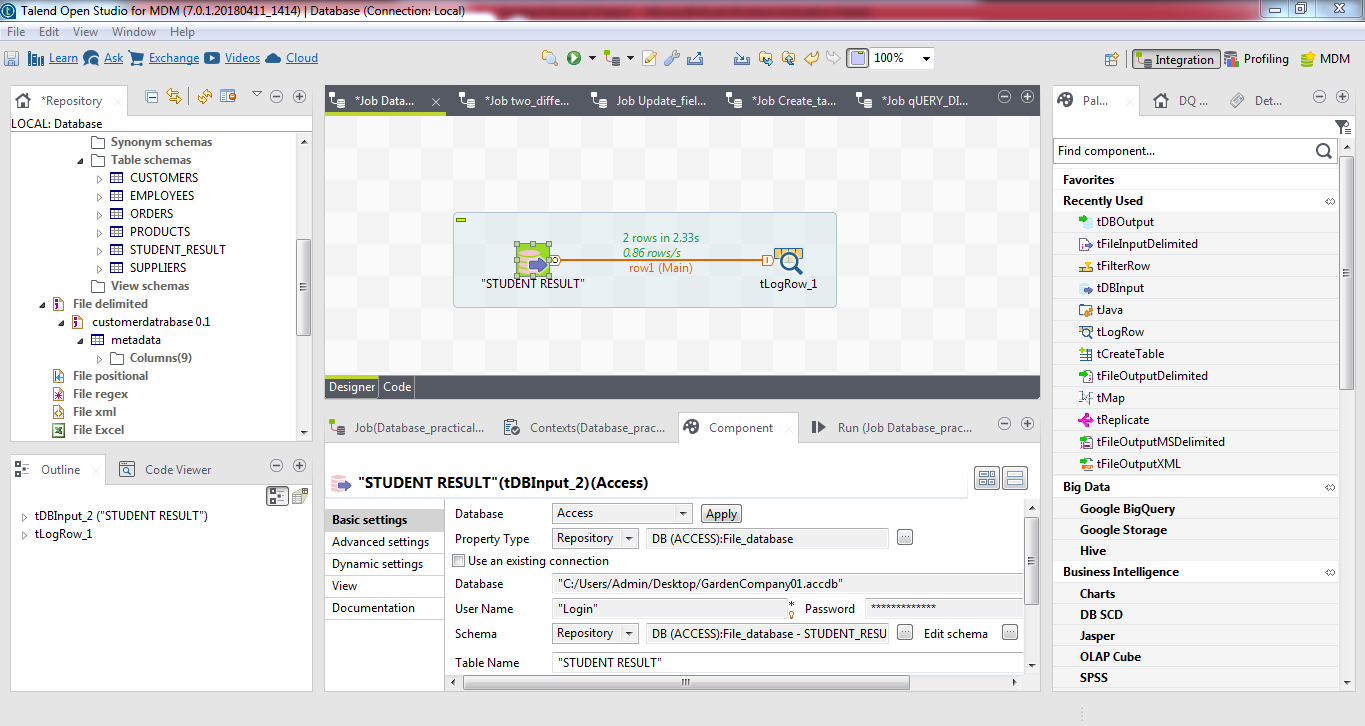 Talend Open Studio for MDM (7.0.1.20180411_1414) | Database (Connection: Local)
File Edit View Window Help
Learn Ask Exchange Videos Cloud
100%
Integration Profiling MDM
*Repository
LOCAL: Database
Synonym schemas
Table schemas
CUSTOMERS
EMPLOYEES
ORDERS
PRODUCTS
STUDENT_RESULT
SUPPLIERS
View schemas
File delimited
customerdatrabase 0.1
metadata
Columns(9)
File positional
File regex
File xml
File Excel
Outline Code Viewer
tDBInput_2 ("STUDENT RESULT")
tLogRow_1
*Job Data... *Job two_diffe... Job Update_fiel... *Job Create_ta... *Job qUERY_DI...
2 rows in 2.33s
0.86 rows/s
row1 (Main)
"STUDENT RESULT"
tLogRow_1
Designer Code
Job(Database_practical... Contexts(Database_prac... Component Run (Job Database_prac...
"STUDENT RESULT"(tDBInput_2)(Access)
Basic settings
Advanced settings
Dynamic settings
View
Documentation
Database Access Apply
Property Type Repository DB (ACCESS):File_database ...
Use an existing connection
Database "C:/Users/Admin/Desktop/GardenCompany01.accdb"
User Name "Login" * Password *************
Schema Repository DB (ACCESS):File_database - STUDENT_RESU ... Edit schema ...
Table Name "STUDENT RESULT"
Pal... DQ ... Det...
Find component...
Favorites
Recently Used
tDBOutput
tFileInputDelimited
tFilterRow
tDBInput
tJava
tLogRow
tCreateTable
tFileOutputDelimited
tMap
tReplicate
tFileOutputMSDelimited
tFileOutputXML
Big Data
Google BigQuery
Google Storage
Hive
Business Intelligence
Charts
DB SCD
Jasper
OLAP Cube
SPSS